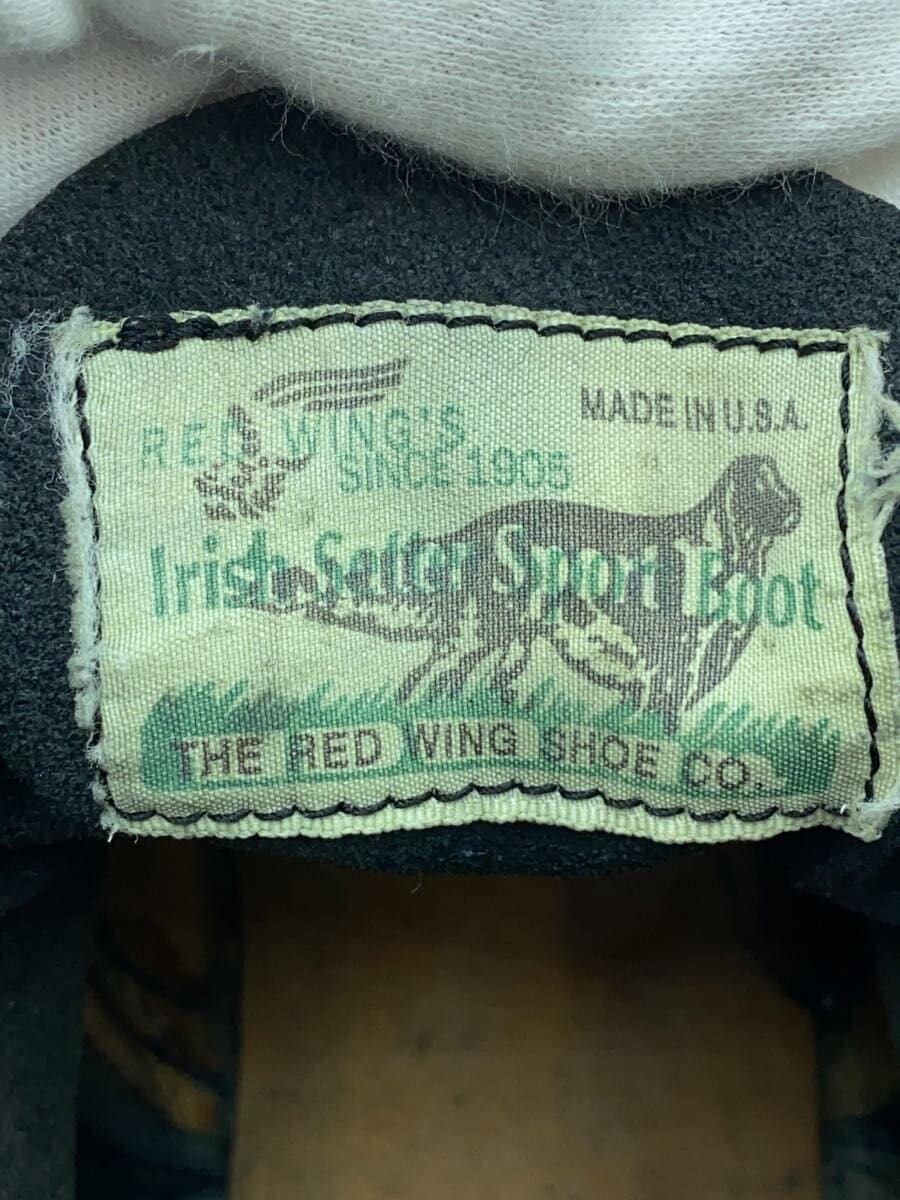 MADE IN U.S.A.
RED WING'S
SINCE 1905
Irish Setter Sport Boot
THE RED WING SHOE CO.